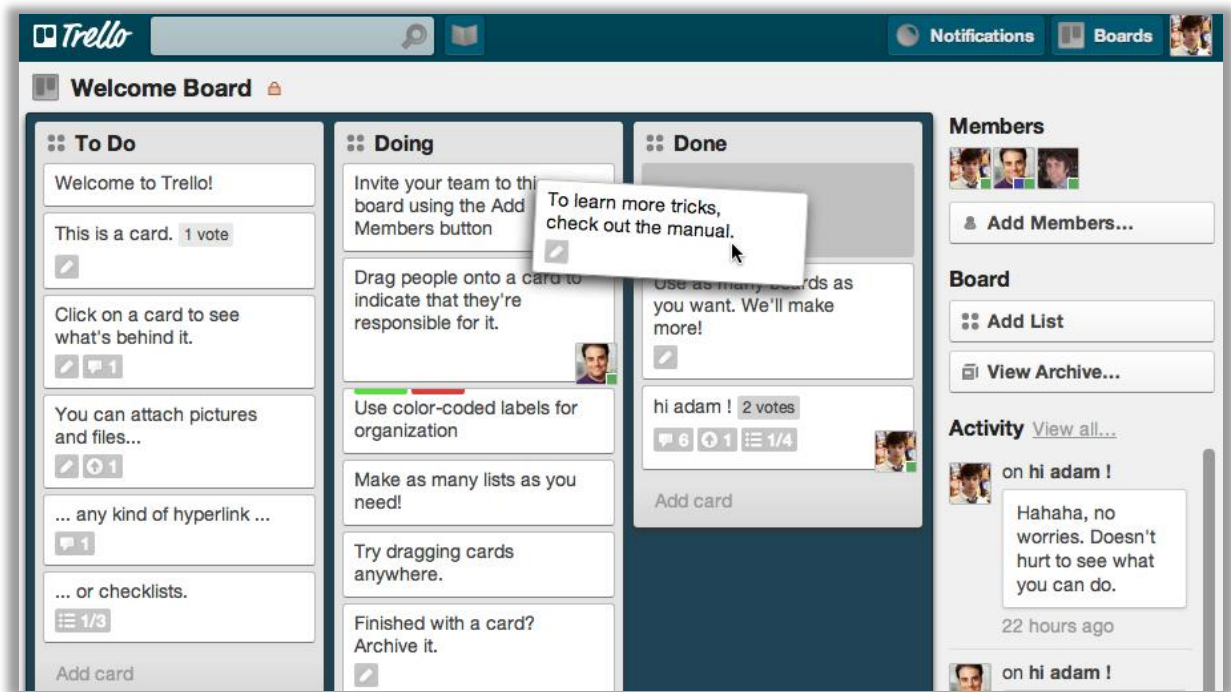 Trello
Notifications
Boards
Welcome Board
To Do
Welcome to Trello!
This is a card. 1 vote
Click on a card to see
what's behind it.
1
You can attach pictures
and files...
1
... any kind of hyperlink ...
1
... or checklists.
1/3
Add card
Doing
Invite your team to this
board using the Add
Members button
Drag people onto a card to
indicate that they're
responsible for it.
Use color-coded labels for
organization
Make as many lists as you
need!
Try dragging cards
anywhere.
Finished with a card?
Archive it.
Done
To learn more tricks,
check out the manual.
Use as many boards as
you want. We'll make
more!
hi adam ! 2 votes
6 1 1/4
Add card
Members
Add Members...
Board
Add List
View Archive...
Activity View all...
on hi adam !
Hahaha, no
worries. Doesn't
hurt to see what
you can do.
22 hours ago
on hi adam !